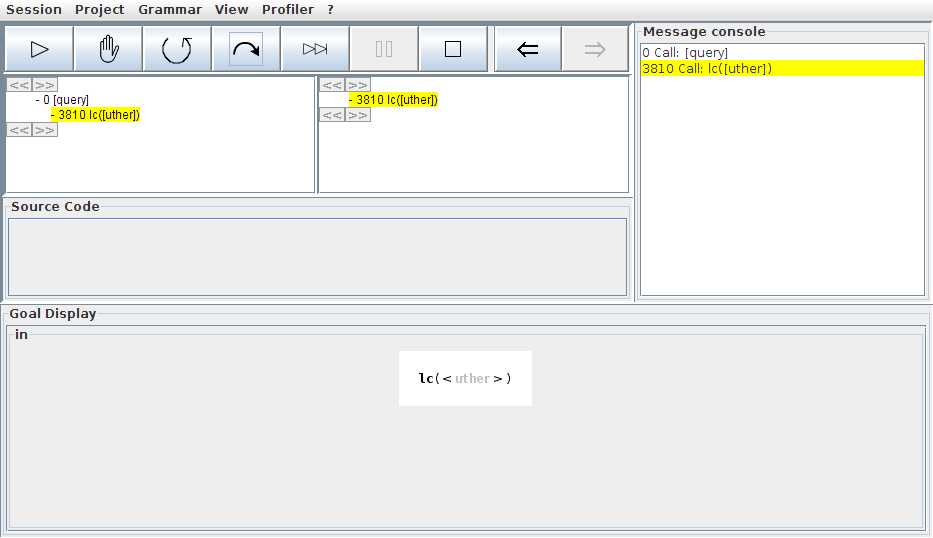 Session Project Grammar View Profiler ?
<< >>
- 0 [query]
- 3810 lc([uther])
<< >>
<< >>
- 3810 lc([uther])
<< >>
Message console
0 Call: [query]
3810 Call: lc([uther])
Source Code
Goal Display
in
lc(< uther >)